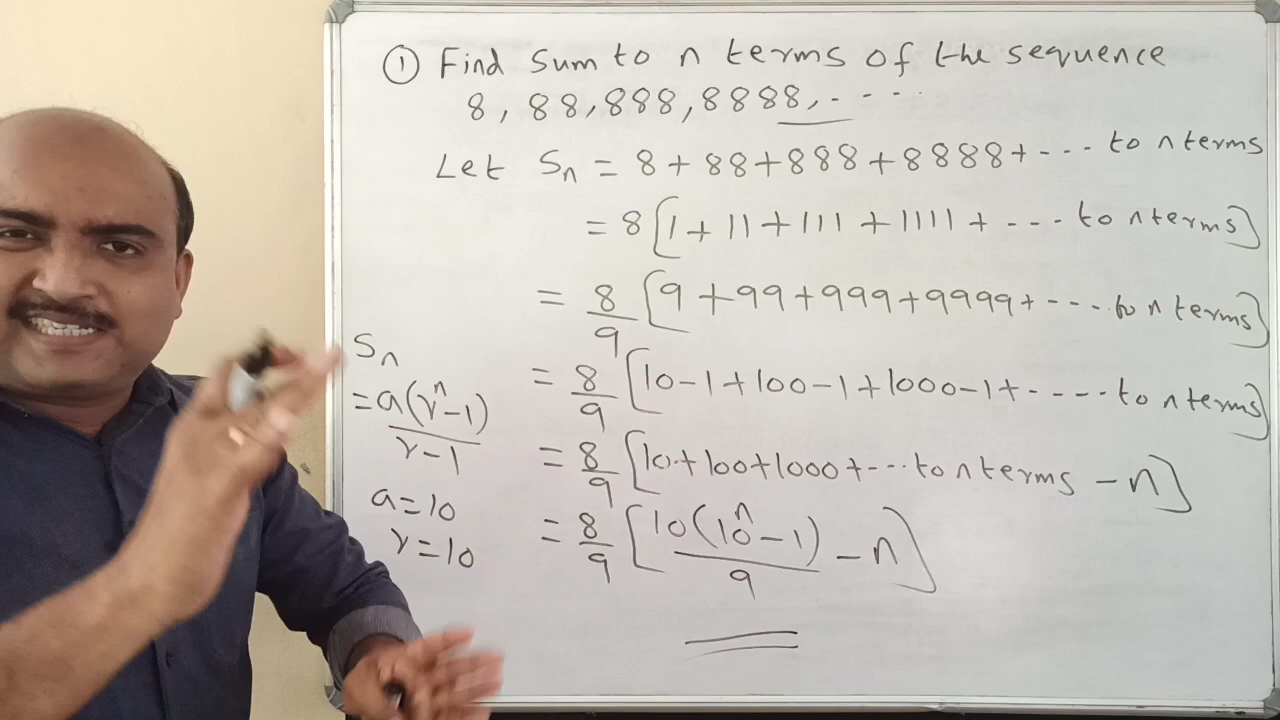 ① Find sum to n terms of the sequence
8, 88, 888, 8888, . - - - .
Let Sn = 8 + 88 + 888 + 8888 + - - - to n terms
= 8 [1 + 11 + 111 + 1111 + - - - to n terms]
= 8/9 [9 + 99 + 999 + 9999 + - - - . to n terms]
= 8/9 [10-1 + 100-1 + 1000-1 + - - - - to n terms]
= 8/9 [10 + 100 + 1000 + - - - to n terms - n]
= 8/9 [10(10ⁿ - 1)/9 - n]
Sn
= a(rⁿ-1)/r-1
a = 10
r = 10